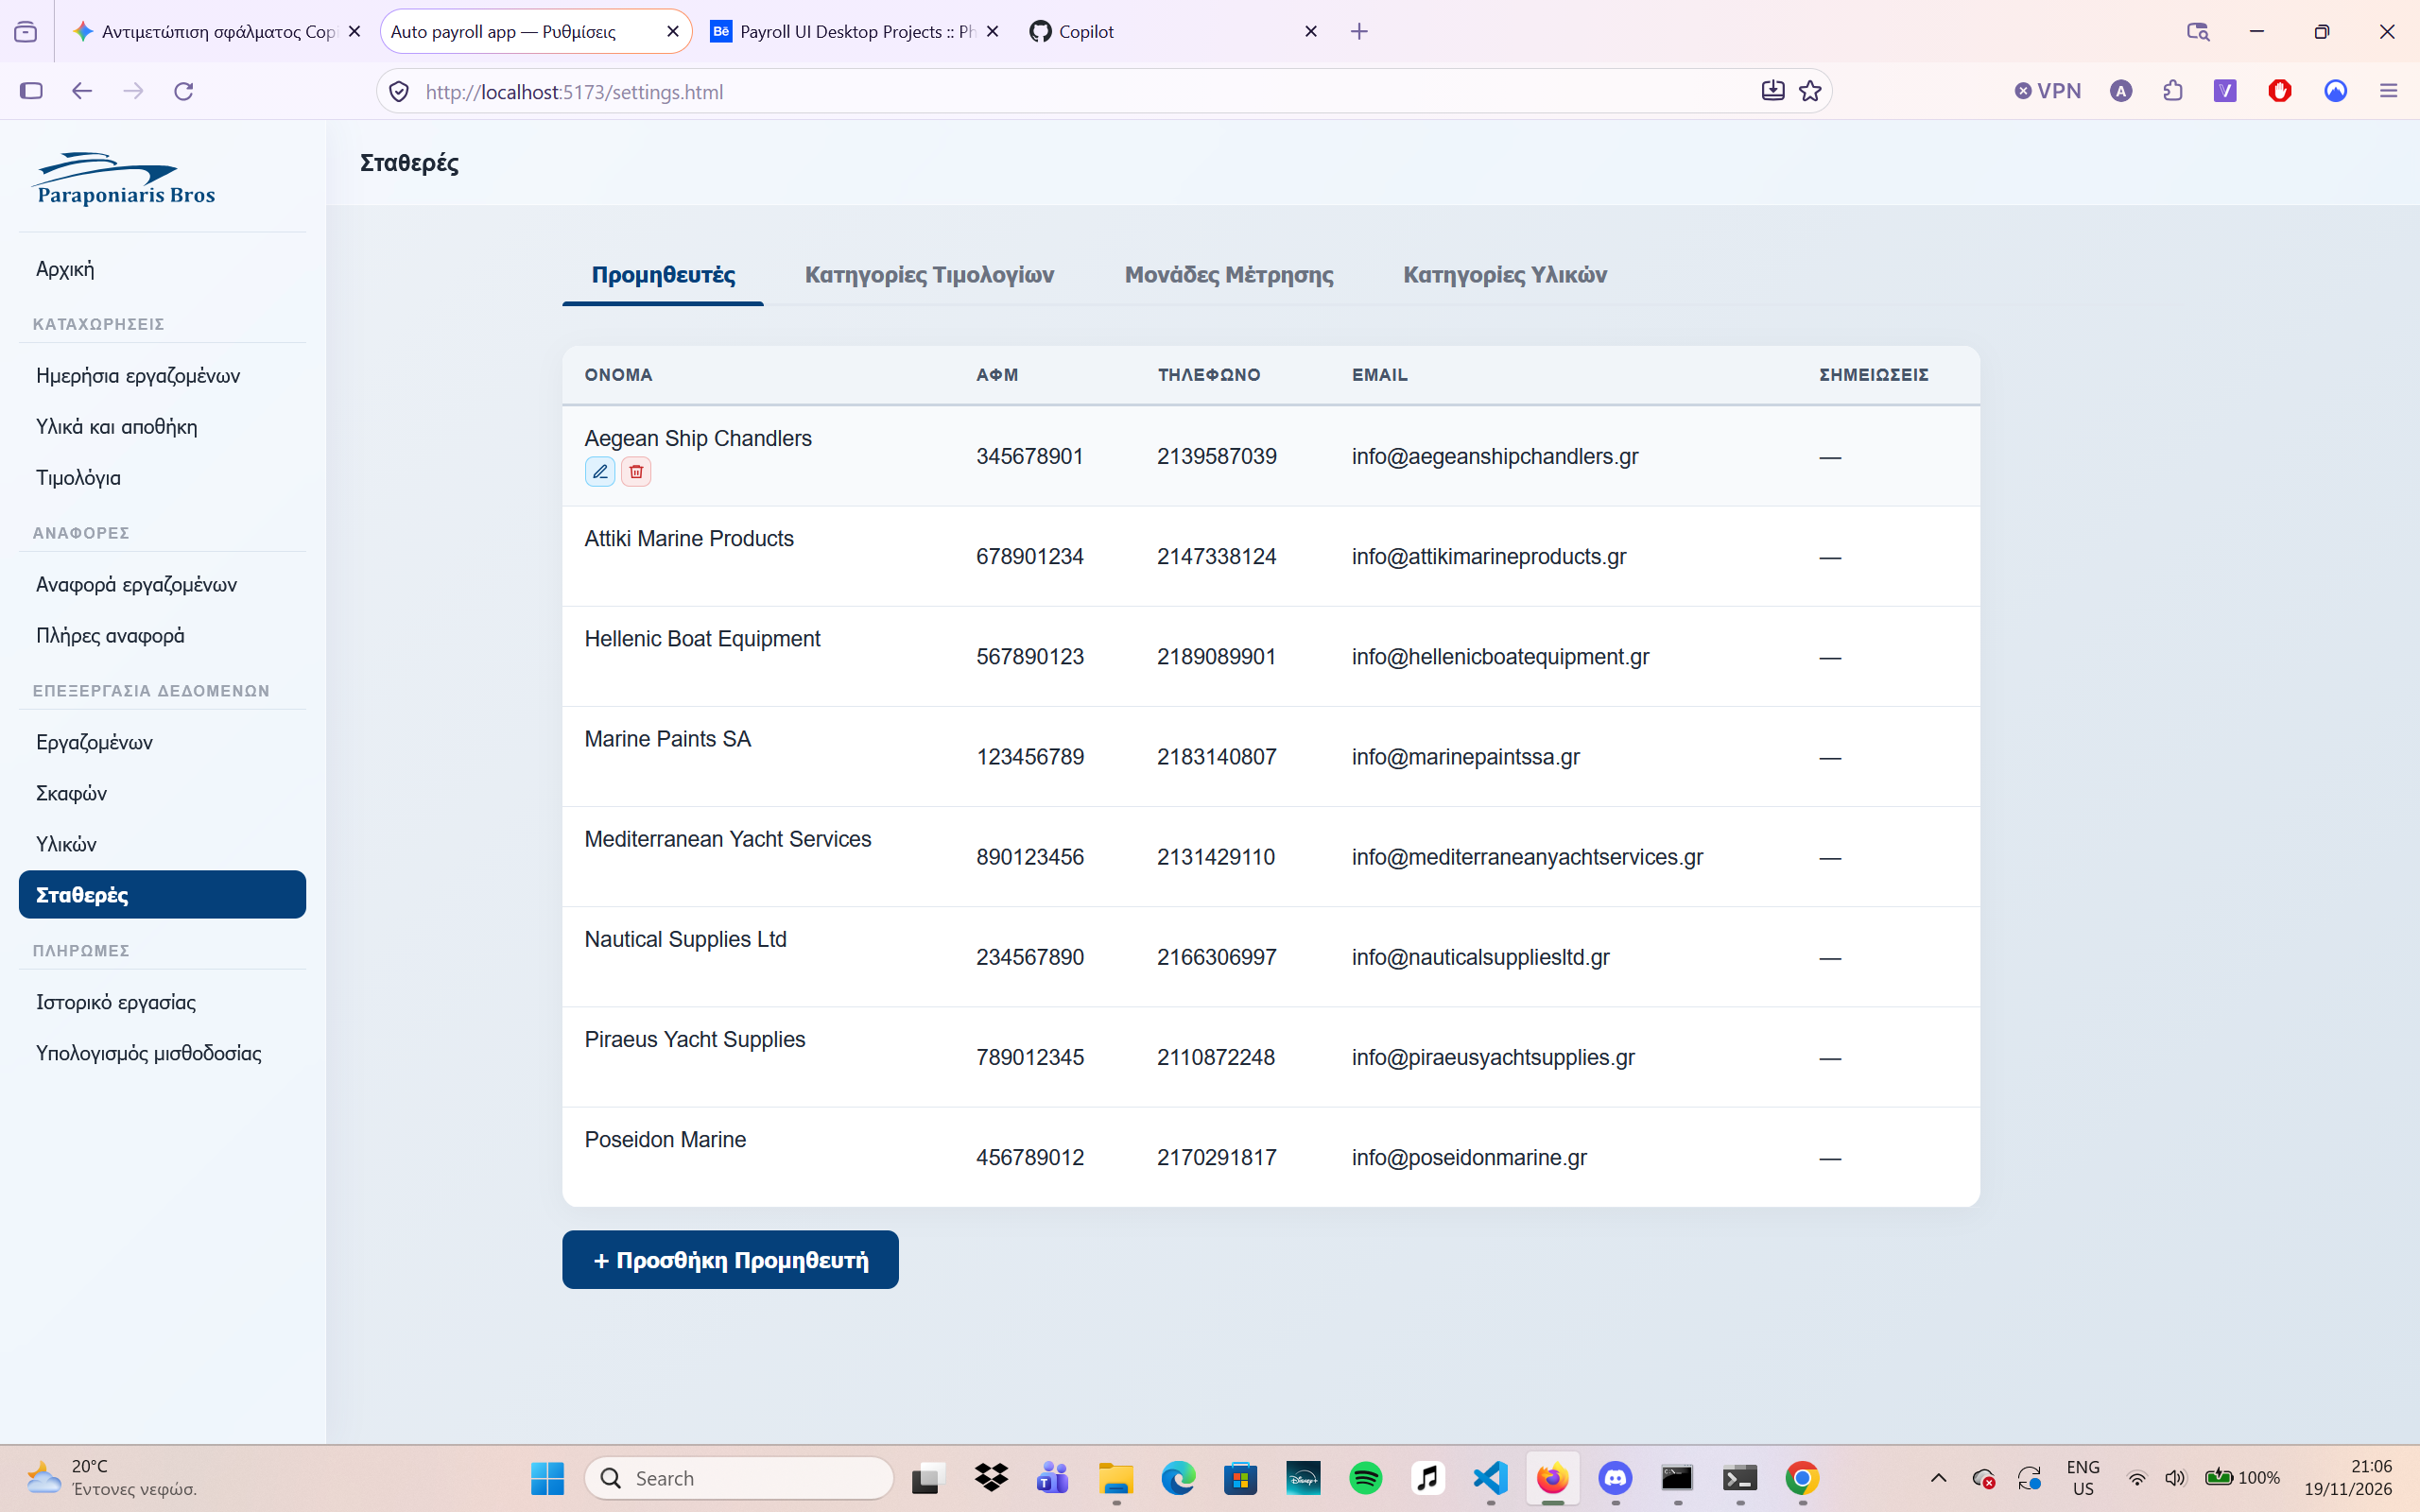 Αντιμετώπιση σφάλματος Copi
Auto payroll app — Ρυθμίσεις
Bē Payroll UI Desktop Projects :: Ph
Copilot
http://localhost:5173/settings.html
VPN
A
V
Paraponiaris Bros
Σταθερές
Αρχική
ΚΑΤΑΧΩΡΗΣΕΙΣ
Ημερήσια εργαζομένων
Υλικά και αποθήκη
Τιμολόγια
ΑΝΑΦΟΡΕΣ
Αναφορά εργαζομένων
Πλήρες αναφορά
ΕΠΕΞΕΡΓΑΣΙΑ ΔΕΔΟΜΕΝΩΝ
Εργαζομένων
Σκαφών
Υλικών
Σταθερές
ΠΛΗΡΩΜΕΣ
Ιστορικό εργασίας
Υπολογισμός μισθοδοσίας
Προμηθευτές Κατηγορίες Τιμολογίων Μονάδες Μέτρησης Κατηγορίες Υλικών
ΟΝΟΜΑ ΑΦΜ ΤΗΛΕΦΩΝΟ EMAIL ΣΗΜΕΙΩΣΕΙΣ
Aegean Ship Chandlers 345678901 2139587039 info@aegeanshipchandlers.gr —
Attiki Marine Products 678901234 2147338124 info@attikimarineproducts.gr —
Hellenic Boat Equipment 567890123 2189089901 info@hellenicboatequipment.gr —
Marine Paints SA 123456789 2183140807 info@marinepaintssa.gr —
Mediterranean Yacht Services 890123456 2131429110 info@mediterraneanyachtservices.gr —
Nautical Supplies Ltd 234567890 2166306997 info@nauticalsuppliesltd.gr —
Piraeus Yacht Supplies 789012345 2110872248 info@piraeusyachtsupplies.gr —
Poseidon Marine 456789012 2170291817 info@poseidonmarine.gr —
+ Προσθήκη Προμηθευτή
20°C
Έντονες νεφώσ.
Search
Disney+
ENG
US
100%
21:06
19/11/2026